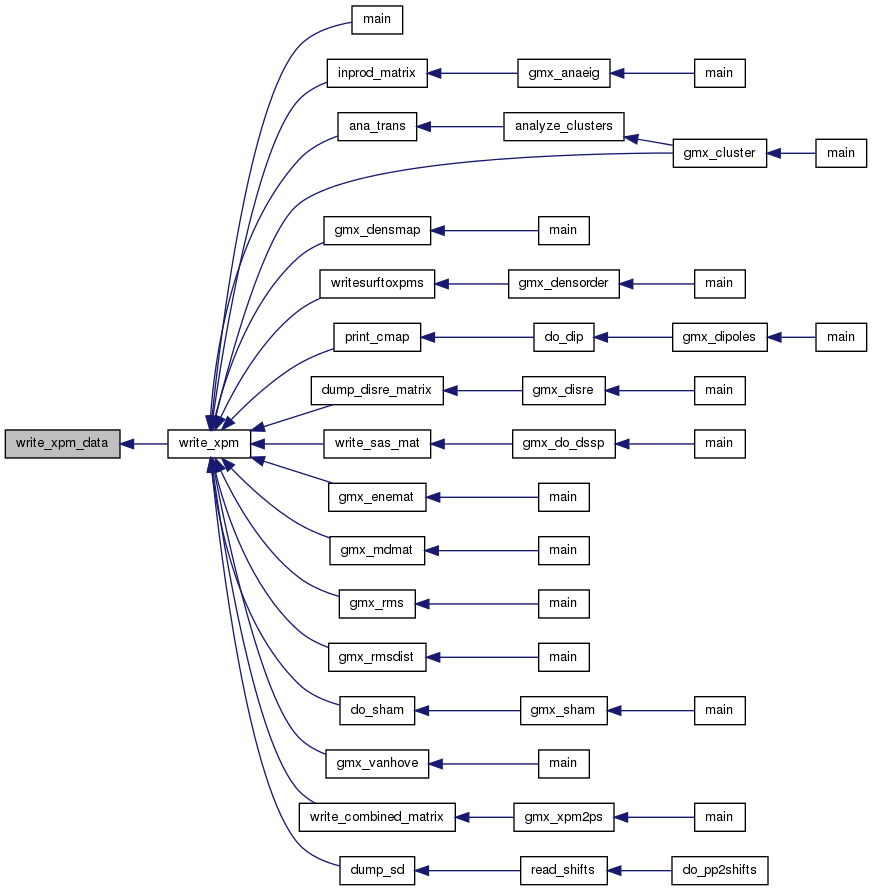 main
inprod_matrix
gmx_anaeig
main
ana_trans
analyze_clusters
gmx_cluster
main
gmx_densmap
main
writesurftoxpms
gmx_densorder
main
print_cmap
do_dip
gmx_dipoles
main
dump_disre_matrix
gmx_disre
main
write_xpm_data
write_xpm
write_sas_mat
gmx_do_dssp
main
gmx_enemat
main
gmx_mdmat
main
gmx_rms
main
gmx_rmsdist
main
do_sham
gmx_sham
main
gmx_vanhove
main
write_combined_matrix
gmx_xpm2ps
main
dump_sd
read_shifts
do_pp2shifts